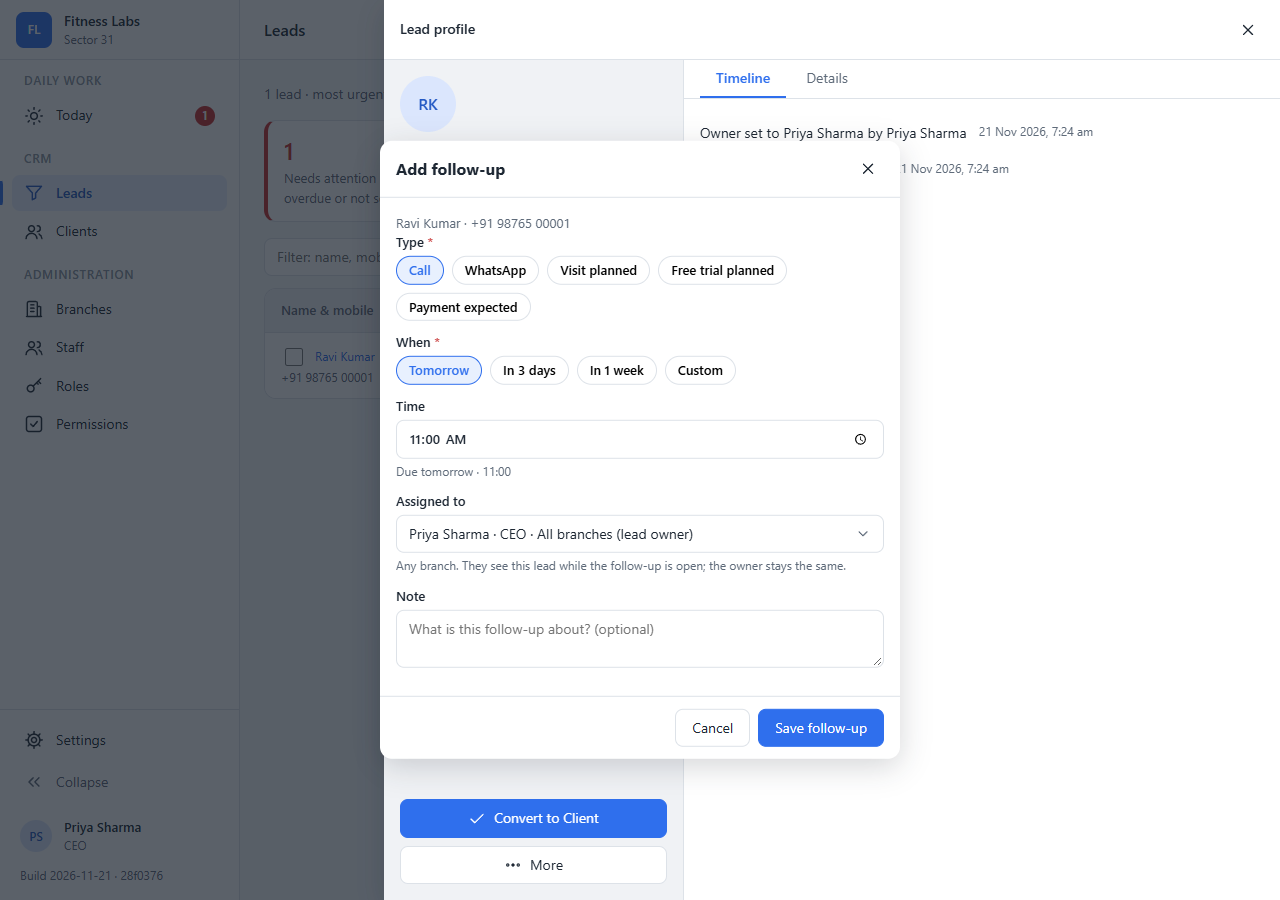 FL
Fitness Labs
Sector 31
DAILY WORK
Today
1
CRM
Leads
Clients
ADMINISTRATION
Branches
Staff
Roles
Permissions
Settings
Collapse
PS
Priya Sharma
CEO
Build 2026-11-21 · 28f0376
Leads
1 lead · most urgen
1
Needs attention
overdue or not s
Filter: name, mob
Name & mobile
Ravi Kumar
+91 98765 00001
Lead profile
RK
Timeline
Details
Owner set to Priya Sharma by Priya Sharma 21 Nov 2026, 7:24 am
1 Nov 2026, 7:24 am
Add follow-up
Ravi Kumar · +91 98765 00001
Type *
Call WhatsApp Visit planned Free trial planned
Payment expected
When *
Tomorrow In 3 days In 1 week Custom
Time
11:00 AM
Due tomorrow · 11:00
Assigned to
Priya Sharma · CEO · All branches (lead owner)
Any branch. They see this lead while the follow-up is open; the owner stays the same.
Note
What is this follow-up about? (optional)
Cancel Save follow-up
Convert to Client
More